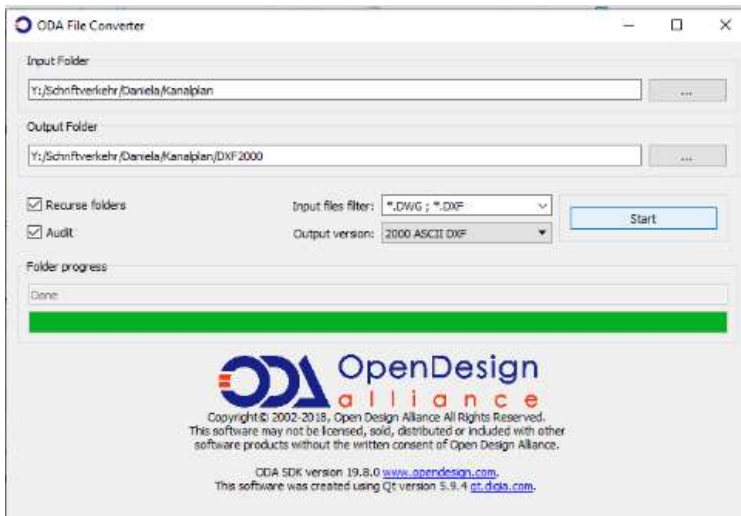 ODA File Converter
Input Folder
Y:/Schriftverkehr/Daniela/Kanalplan
...
Output Folder
Y:/Schriftverkehr/Daniela/Kanalplan/DXF2000
...
Recurse folders
Input files filter: *.DWG ; *.DXF
Start
Audit
Output version: 2000 ASCII DXF
Folder progress
Done
ODA OpenDesign
alliance
Copyright© 2002-2018, Open Design Alliance All Rights Reserved.
This software may not be licensed, sold, distributed or included with other
software products without the written consent of Open Design Alliance.
ODA SDK version 19.8.0 www.opendesign.com.
This software was created using Qt version 5.9.4 qt.digia.com.